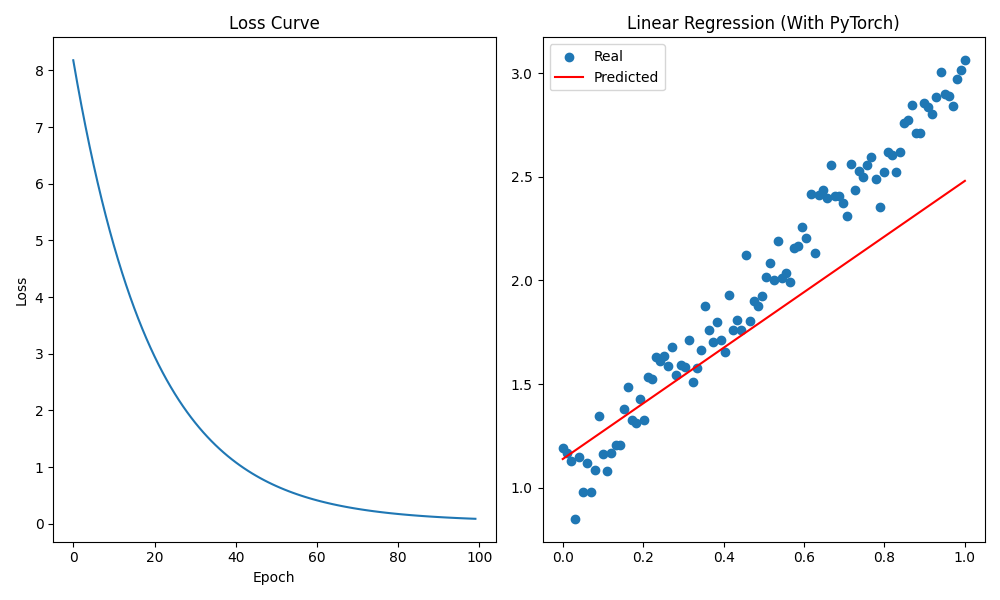 Loss Curve
8
7
6
5
4
3
2
1
0
Loss
0 20 40 60 80 100
Epoch
Linear Regression (With PyTorch)
Real
Predicted
3.0
2.5
2.0
1.5
1.0
0.0 0.2 0.4 0.6 0.8 1.0